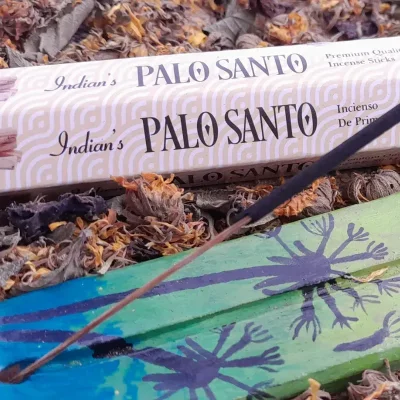 Indian's PALO SANTO
Premium Quality
Incense Sticks
Indian's PALO SANTO
Incienso
De Prim
PALO SANTO